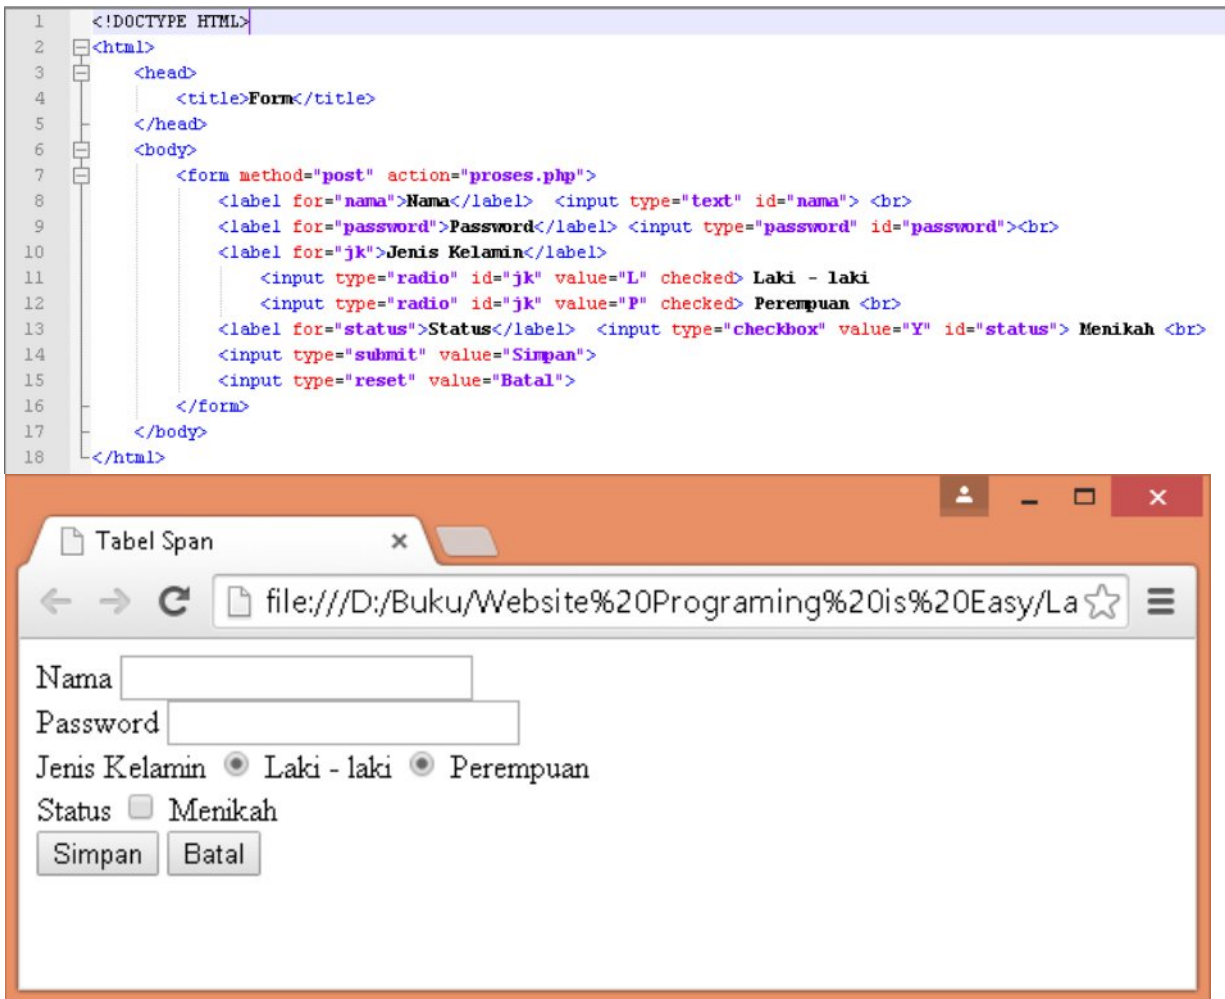 1 <!DOCTYPE HTML>
2 <html>
3 <head>
4 <title>Form</title>
5 </head>
6 <body>
7 <form method="post" action="proses.php">
8 <label for="nama">Nama</label> <input type="text" id="nama"> <br>
9 <label for="password">Password</label> <input type="password" id="password"><br>
10 <label for="jk">Jenis Kelamin</label>
11 <input type="radio" id="jk" value="L" checked> Laki - laki
12 <input type="radio" id="jk" value="P" checked> Perempuan <br>
13 <label for="status">Status</label> <input type="checkbox" value="Y" id="status"> Menikah <br>
14 <input type="submit" value="Simpan">
15 <input type="reset" value="Batal">
16 </form>
17 </body>
18 </html>
Tabel Span
file:///D:/Buku/Website%20Programing%20is%20Easy/La
Nama
Password
Jenis Kelamin Laki - laki Perempuan
Status Menikah
Simpan Batal